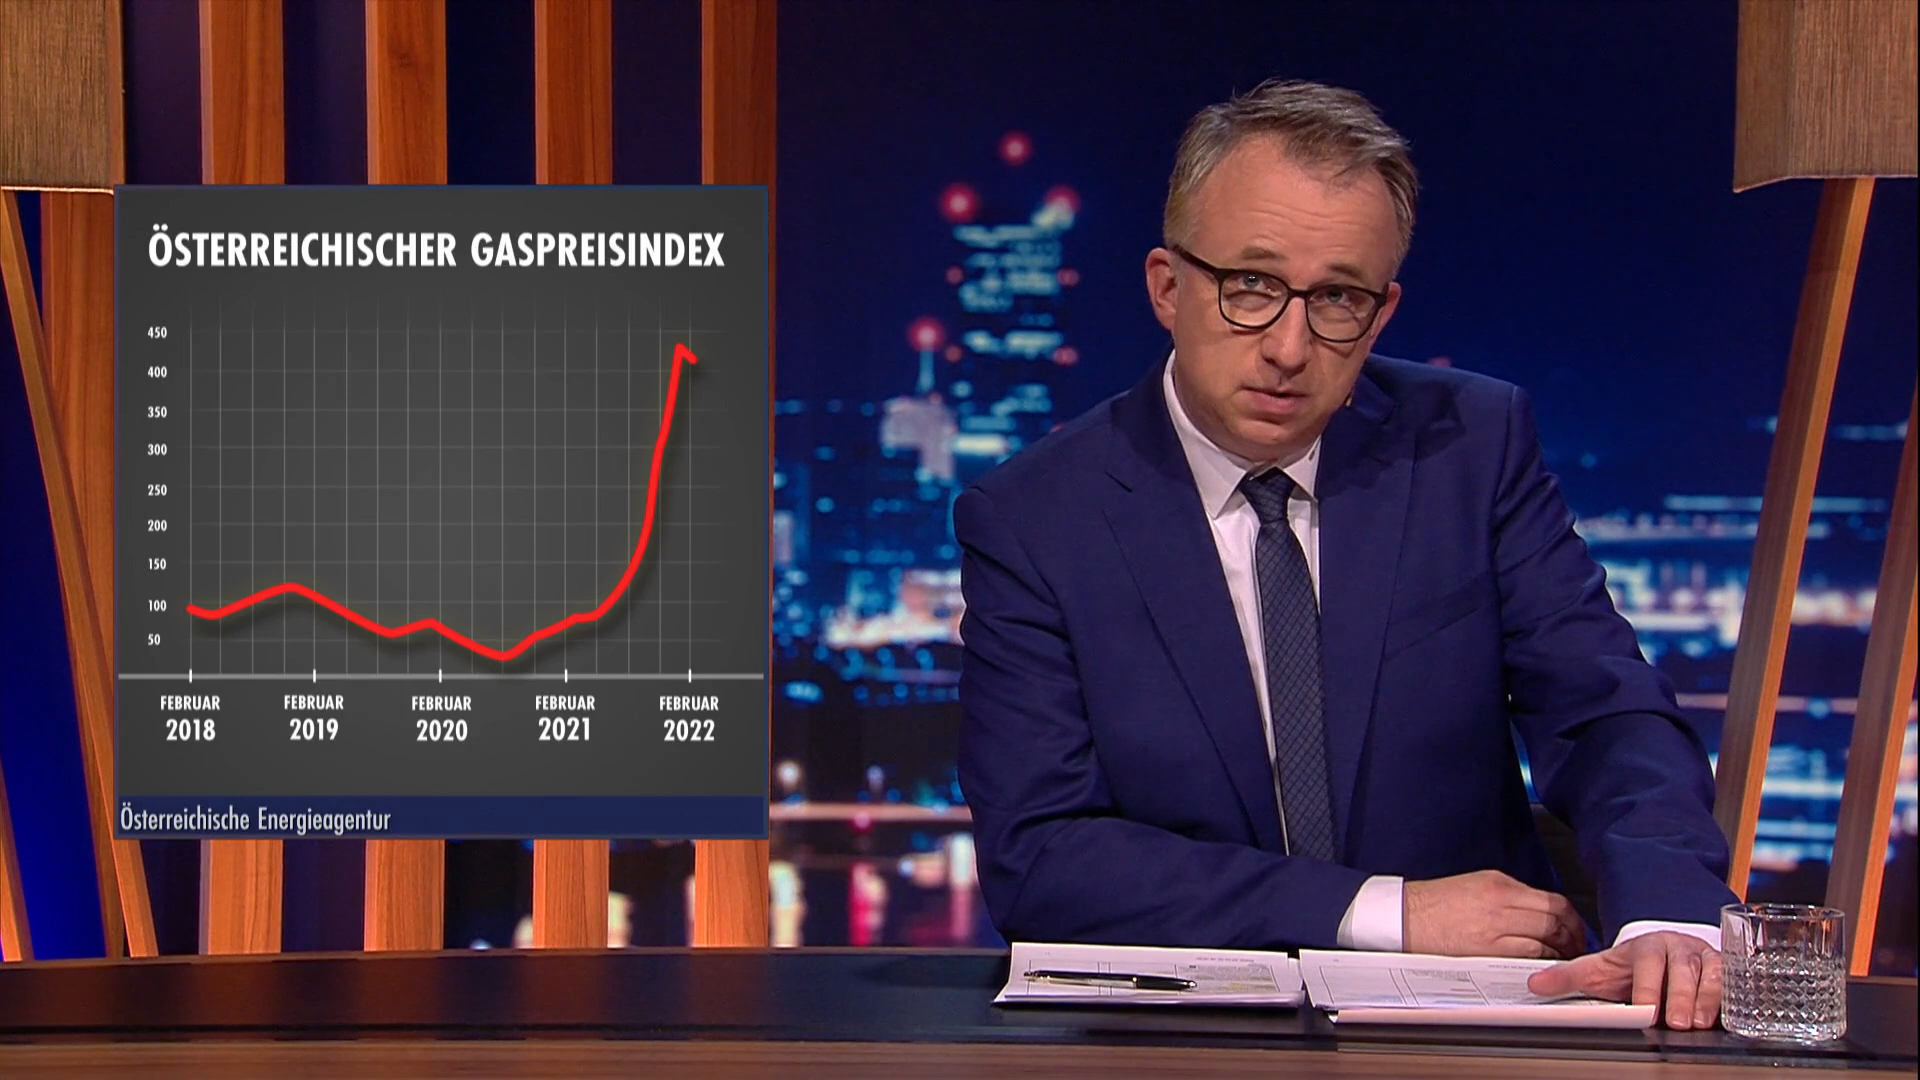 ÖSTERREICHISCHER GASPREISINDEX
450
400
350
300
250
200
150
100
50
FEBRUAR FEBRUAR FEBRUAR FEBRUAR FEBRUAR
2018 2019 2020 2021 2022
Österreichische Energieagentur